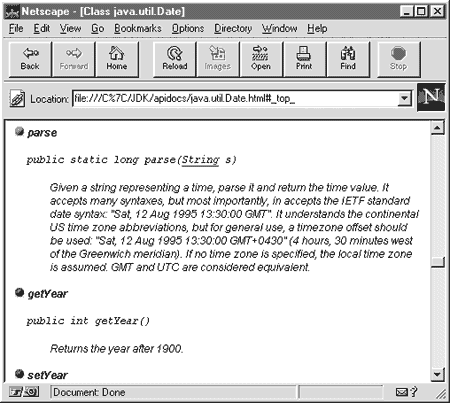 Netscape - [Class java.util.Date]
File Edit View Go Bookmarks Options Directory Window Help
Back Forward Home Reload Images Open Print Find Stop
Location: file:///C%7C/JDK/apidocs/java.util.Date.html#_top_
N
parse
public static long parse(String s)
Given a string representing a time, parse it and return the time value. It
accepts many syntaxes, but most importantly, in accepts the IETF standard
date syntax: "Sat, 12 Aug 1995 13:30:00 GMT". It understands the continental
US time zone abbreviations, but for general use, a timezone offset should
be used: "Sat, 12 Aug 1995 13:30:00 GMT+0430" (4 hours, 30 minutes west
of the Greenwich meridian). If no time zone is specified, the local time zone
is assumed. GMT and UTC are considered equivalent.
getYear
public int getYear()
Returns the year after 1900.
setYear
Document: Done
?